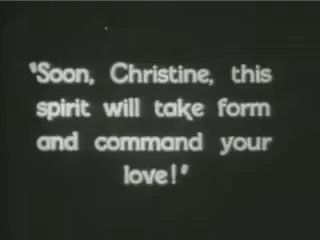 "Soon, Christine, this
spirit will take form
and command your
love!"